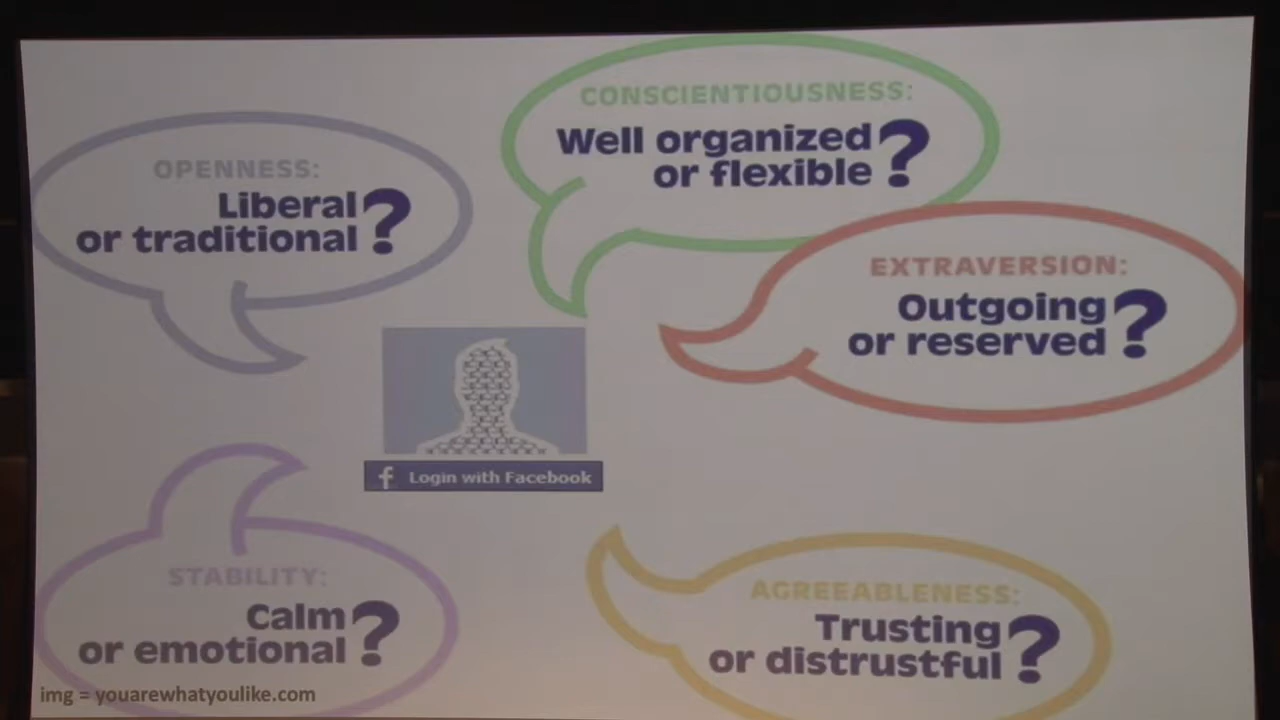 CONSCIENTIOUSNESS:
Well organized
or flexible?
OPENNESS:
Liberal
or traditional?
EXTRAVERSION:
Outgoing
or reserved?
f Login with Facebook
STABILITY:
Calm
or emotional?
AGREEABLENESS:
Trusting
or distrustful?
img = youarewhatyoulike.com